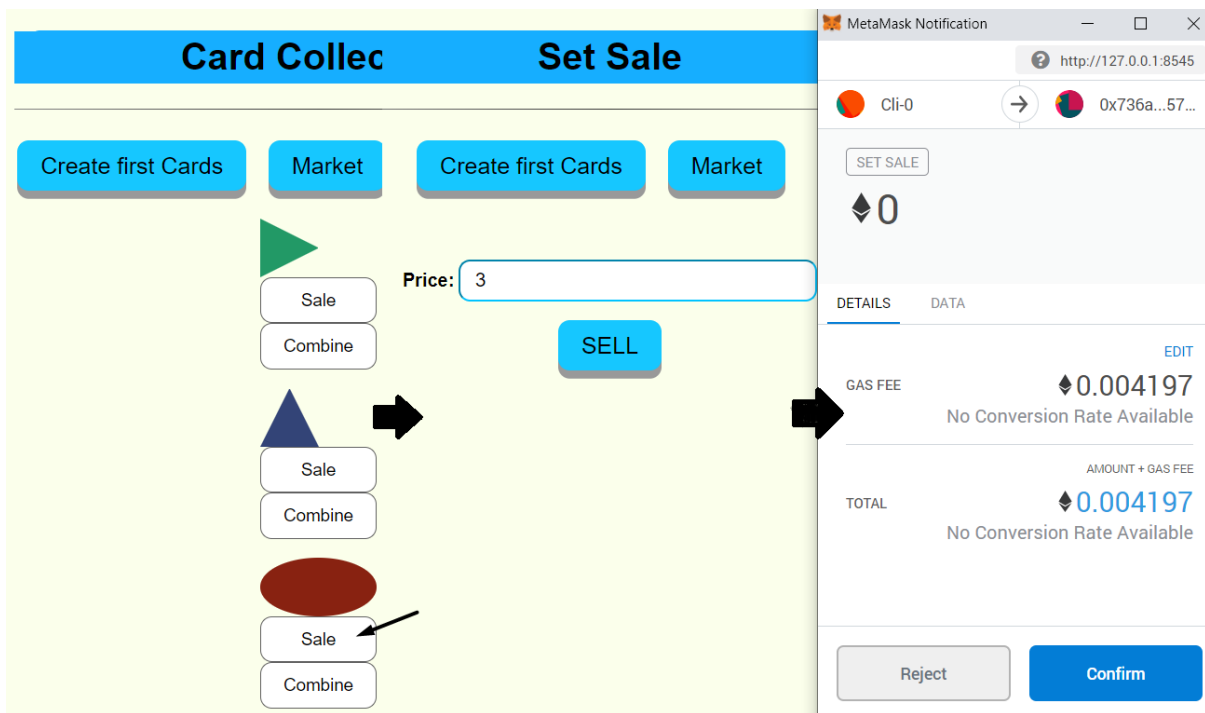 Card Collec
Create first Cards
Market
Sale
Combine
Sale
Combine
Sale
Combine
Set Sale
Create first Cards
Market
Price: 3
SELL
MetaMask Notification
http://127.0.0.1:8545
Cli-0
0x736a...57...
SET SALE
0
DETAILS
DATA
EDIT
GAS FEE
0.004197
No Conversion Rate Available
AMOUNT + GAS FEE
TOTAL
0.004197
No Conversion Rate Available
Reject
Confirm